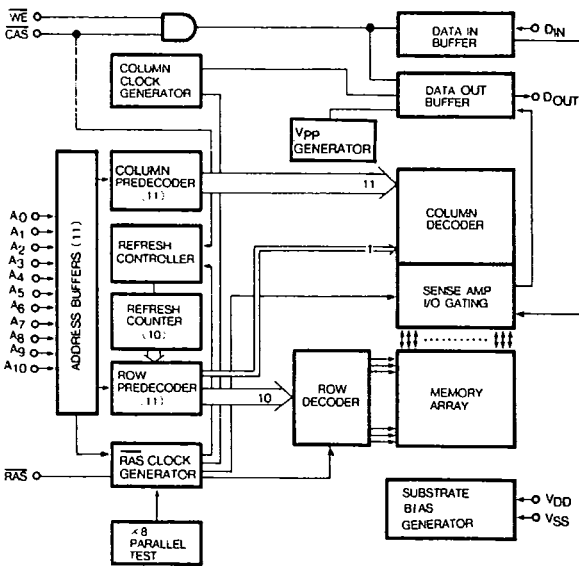 WE
CAS
DATA IN
BUFFER
DIN
COLUMN
CLOCK
GENERATOR
DATA OUT
BUFFER
DOUT
VPP
GENERATOR
COLUMN
PREDECODER
(11)
11
COLUMN
DECODER
ADDRESS BUFFERS (11)
A0
A1
A2
A3
A4
A5
A6
A7
A8
A9
A10
REFRESH
CONTROLLER
1
SENSE AMP
I/O GATING
REFRESH
COUNTER
(10)
ROW
PREDECODER
(11)
10
ROW
DECODER
MEMORY
ARRAY
RAS
RAS CLOCK
GENERATOR
×8
PARALLEL
TEST
SUBSTRATE
BIAS
GENERATOR
VDD
VSS